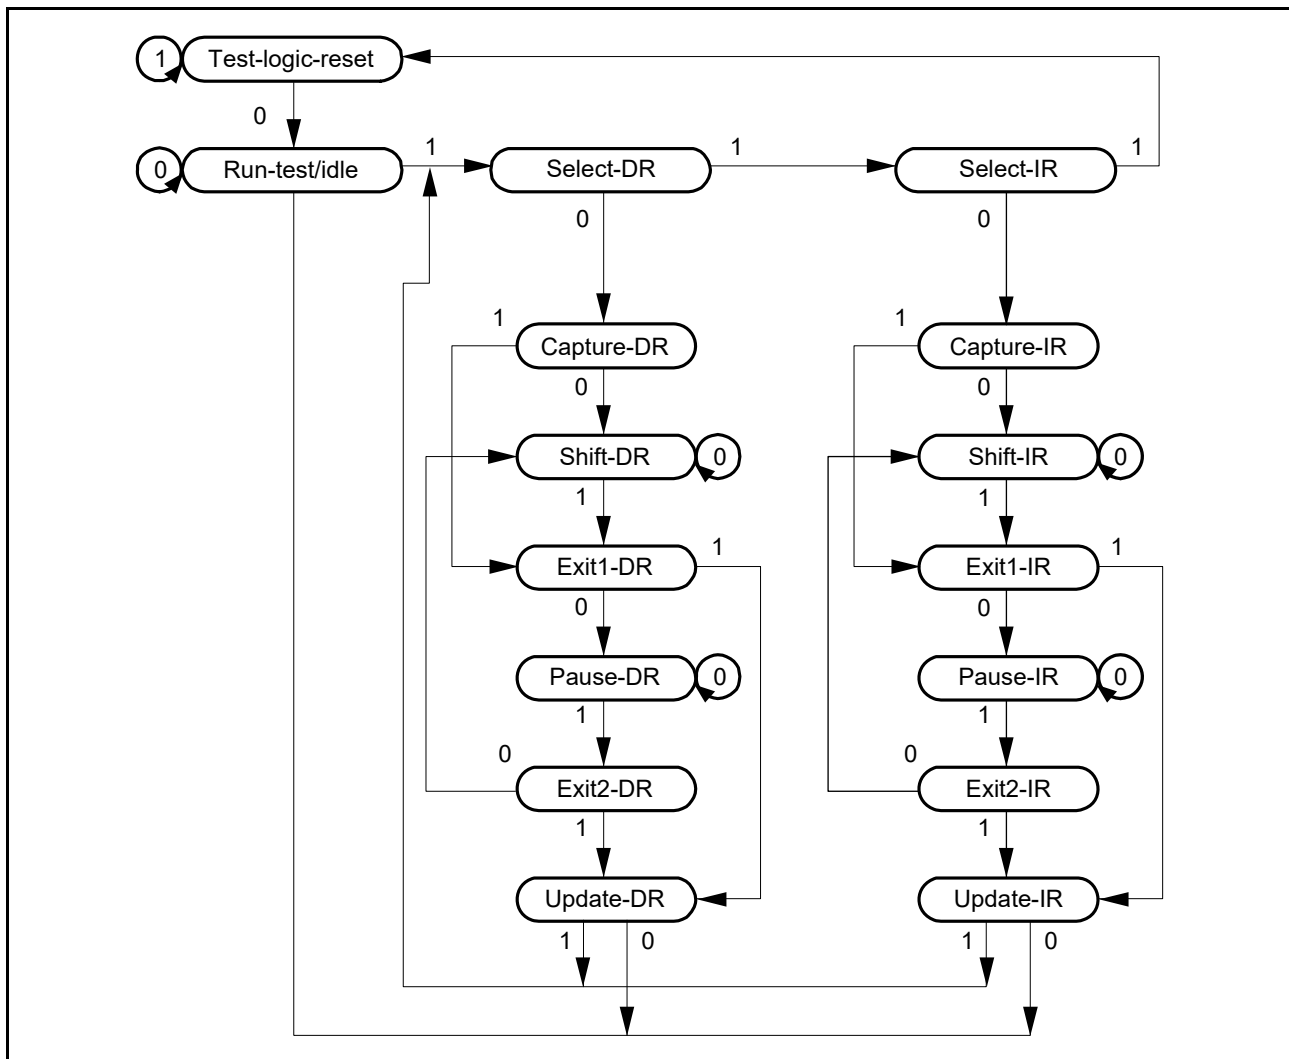 1
Test-logic-reset
0
0
Run-test/idle
1
Select-DR
1
Select-IR
1
0
0
1
Capture-DR
1
Capture-IR
0
0
Shift-DR
0
Shift-IR
0
1
1
Exit1-DR
1
Exit1-IR
1
0
0
Pause-DR
0
Pause-IR
0
1
1
0
Exit2-DR
0
Exit2-IR
1
1
Update-DR
Update-IR
1
0
1
0